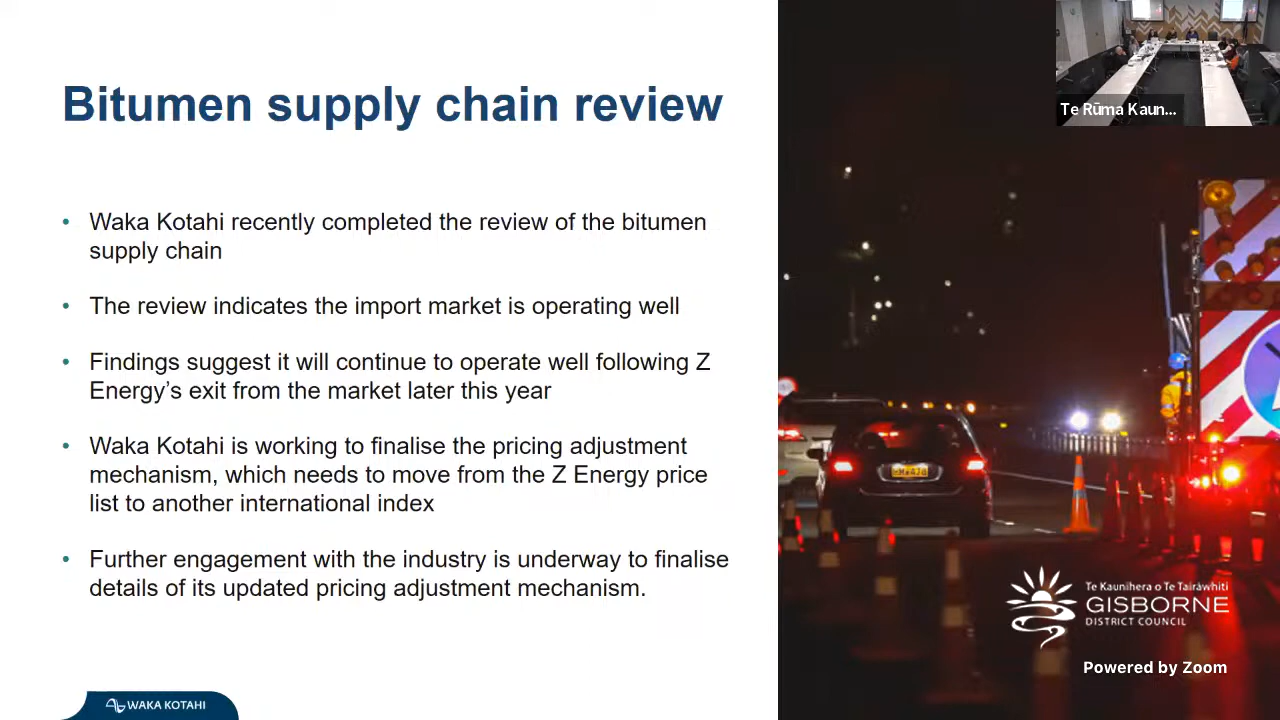 Bitumen supply chain review
Te Rūma Kaun...
• Waka Kotahi recently completed the review of the bitumen
supply chain
• The review indicates the import market is operating well
• Findings suggest it will continue to operate well following Z
Energy’s exit from the market later this year
• Waka Kotahi is working to finalise the pricing adjustment
mechanism, which needs to move from the Z Energy price
list to another international index
• Further engagement with the industry is underway to finalise
details of its updated pricing adjustment mechanism.
WAKA KOTAHI
Te Kaunihera o Te Tairāwhiti
GISBORNE
DISTRICT COUNCIL
Powered by Zoom